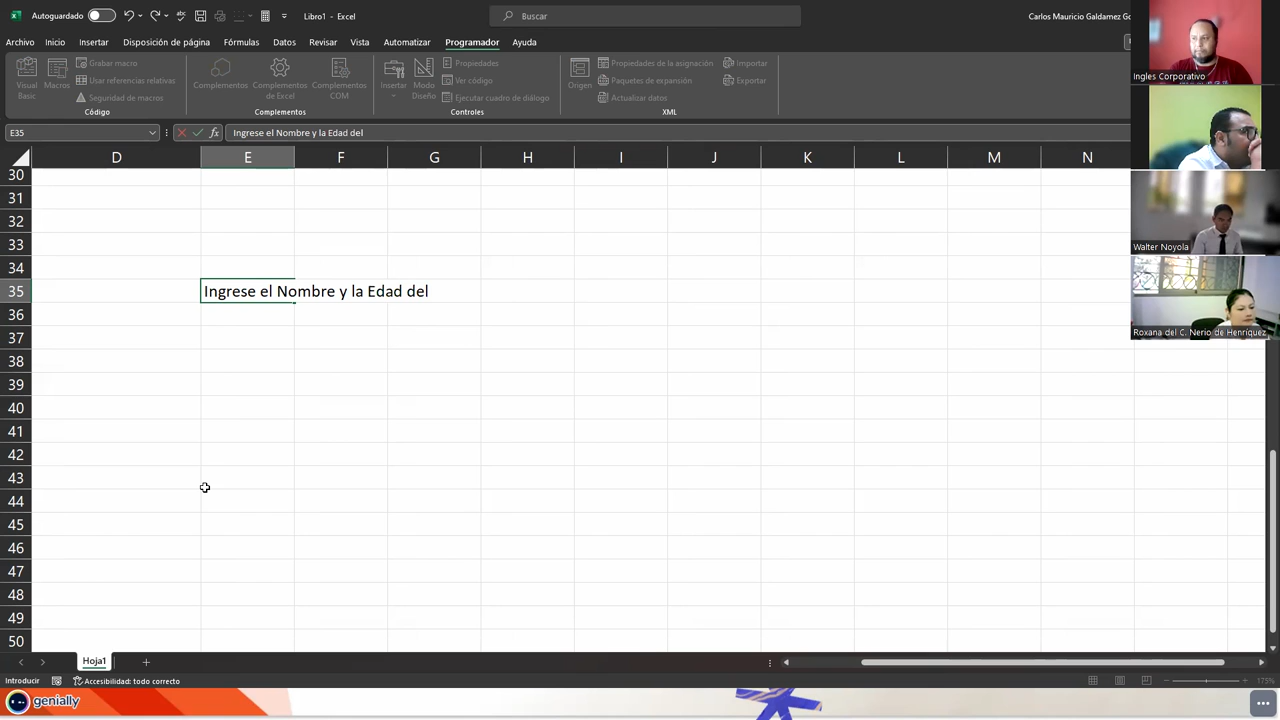 Autoguardado
Libro1 - Excel
Buscar
Carlos Mauricio Galdamez Go
Archivo Inicio Insertar Disposición de página Fórmulas Datos Revisar Vista Automatizar Programador Ayuda
Visual Basic
Macros
Grabar macro
Usar referencias relativas
Seguridad de macros
Código
Complementos
Complementos de Excel
Complementos COM
Complementos
Insertar
Modo Diseño
Propiedades
Ver código
Ejecutar cuadro de diálogo
Controles
Origen
Propiedades de la asignación
Paquetes de expansión
Actualizar datos
Importar
Exportar
XML
E35
fx
Ingrese el Nombre y la Edad del
D E F G H I J K L M N
30
31
32
33
34
35 Ingrese el Nombre y la Edad del
36
37
38
39
40
41
42
43
44
45
46
47
48
49
50
Hoja1
Introducir
Accesibilidad: todo correcto
175%
genially
Ingles Corporativo
Walter Noyola
Roxana del C. Nerio de Henríquez